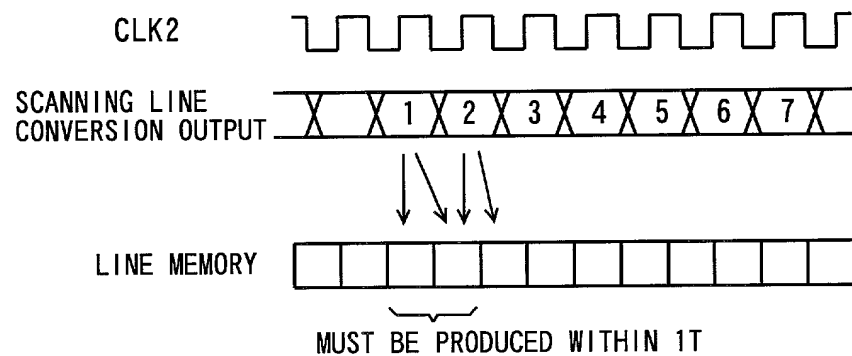 CLK2
SCANNING LINE
CONVERSION OUTPUT
1 2 3 4 5 6 7
LINE MEMORY
MUST BE PRODUCED WITHIN 1T